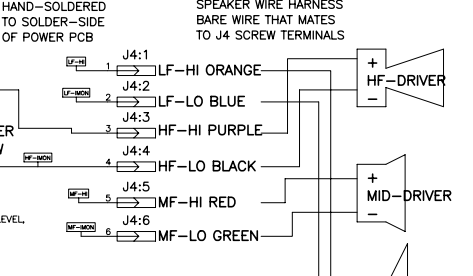 HAND-SOLDERED
TO SOLDER-SIDE
OF POWER PCB
SPEAKER WIRE HARNESS
BARE WIRE THAT MATES
TO J4 SCREW TERMINALS
J4:1
LF-HI
1
LF-HI ORANGE
J4:2
LF-IMON
2
LF-LO BLUE
J4:3
3
HF-HI PURPLE
J4:4
HF-IMON
4
HF-LO BLACK
J4:5
MF-HI
5
MF-HI RED
J4:6
MF-IMON
6
MF-LO GREEN
+
HF-DRIVER
-
+
MID-DRIVER
-
ER
W
EVEL,